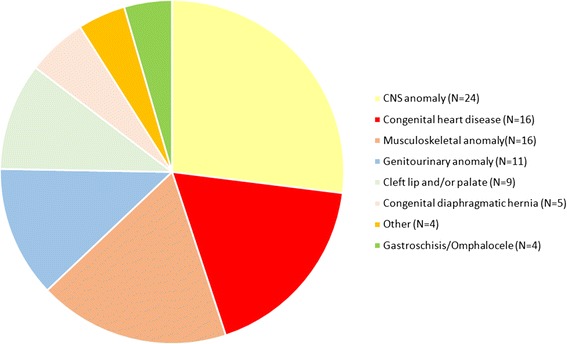 CNS anomaly (N=24)
Congenital heart disease (N=16)
Musculoskeletal anomaly(N=16)
Genitourinary anomaly (N=11)
Cleft lip and/or palate (N=9)
Congenital diaphragmatic hernia (N=5)
Other (N=4)
Gastroschisis/Omphalocele (N=4)